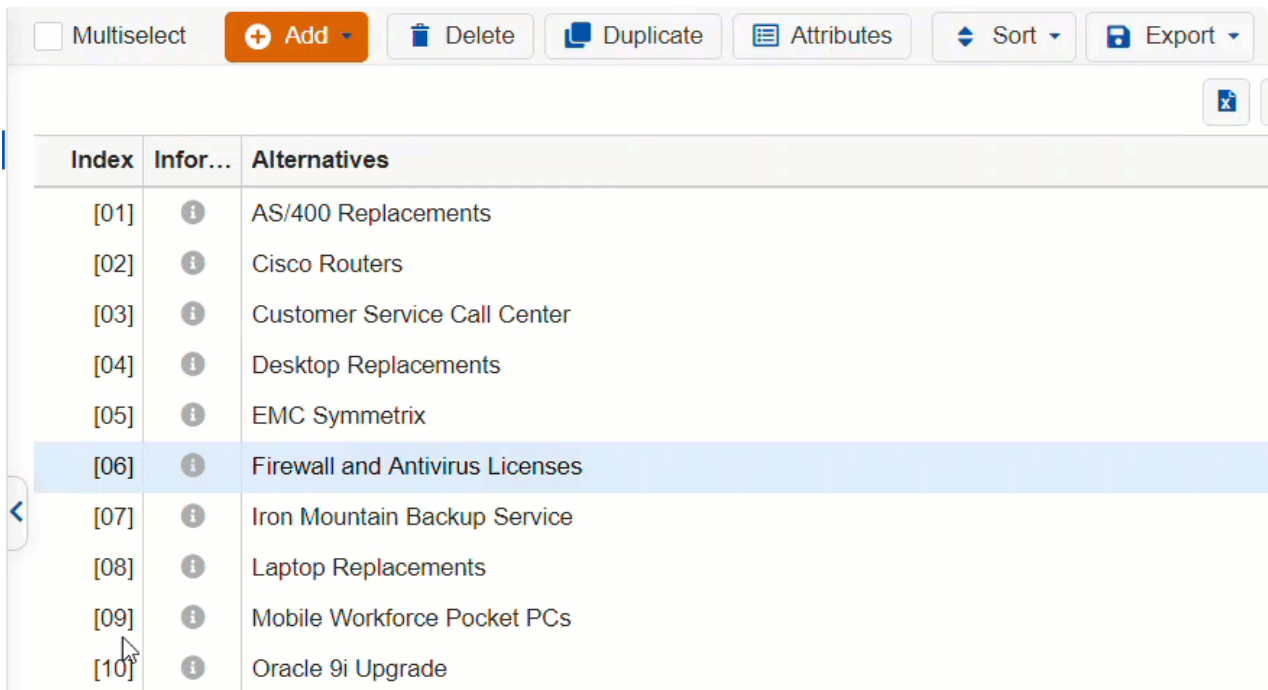 Multiselect Add Delete Duplicate Attributes Sort Export
Index Infor... Alternatives
[01] AS/400 Replacements
[02] Cisco Routers
[03] Customer Service Call Center
[04] Desktop Replacements
[05] EMC Symmetrix
[06] Firewall and Antivirus Licenses
[07] Iron Mountain Backup Service
[08] Laptop Replacements
[09] Mobile Workforce Pocket PCs
[10] Oracle 9i Upgrade